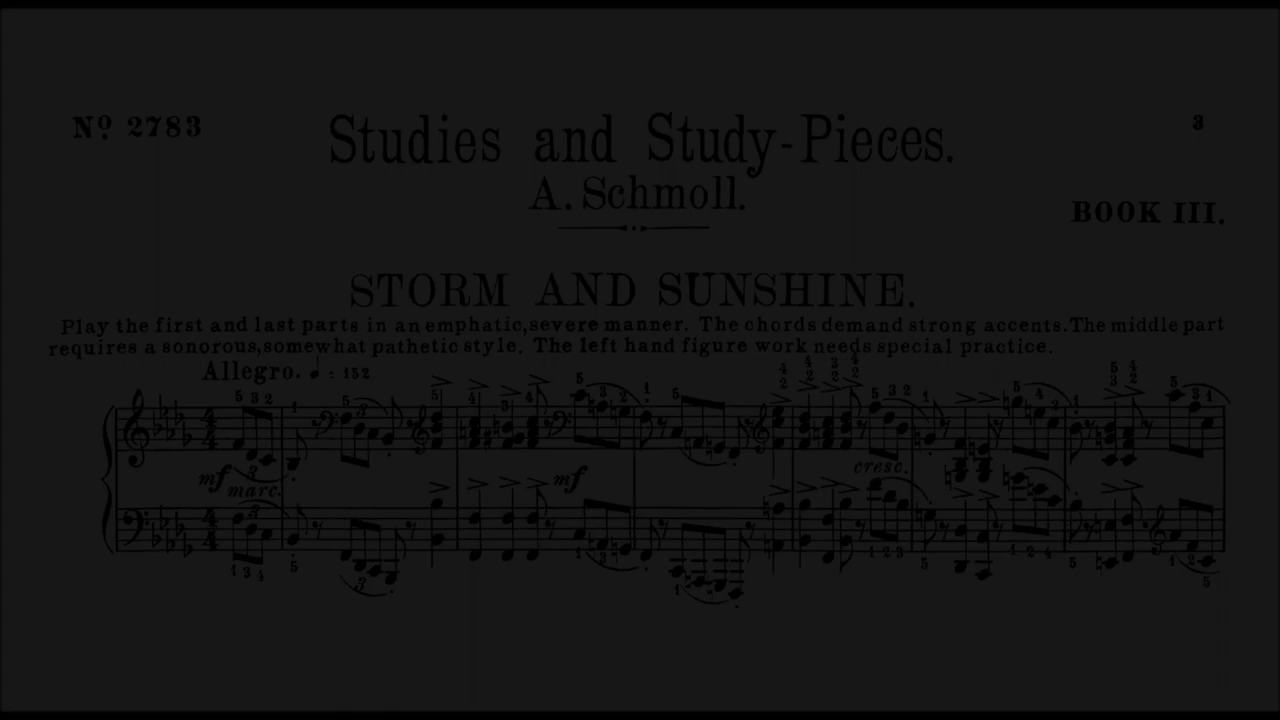 Nº 2783
Studies and Study-Pieces.
3
A. Schmoll.
BOOK III.
STORM AND SUNSHINE.
Play the first and last parts in an emphatic, severe manner. The chords demand strong accents. The middle part
requires a sonorous, somewhat pathetic style. The left hand figure work needs special practice.
Allegro. ♩ : 152
mf
marc.
mf
cresc.